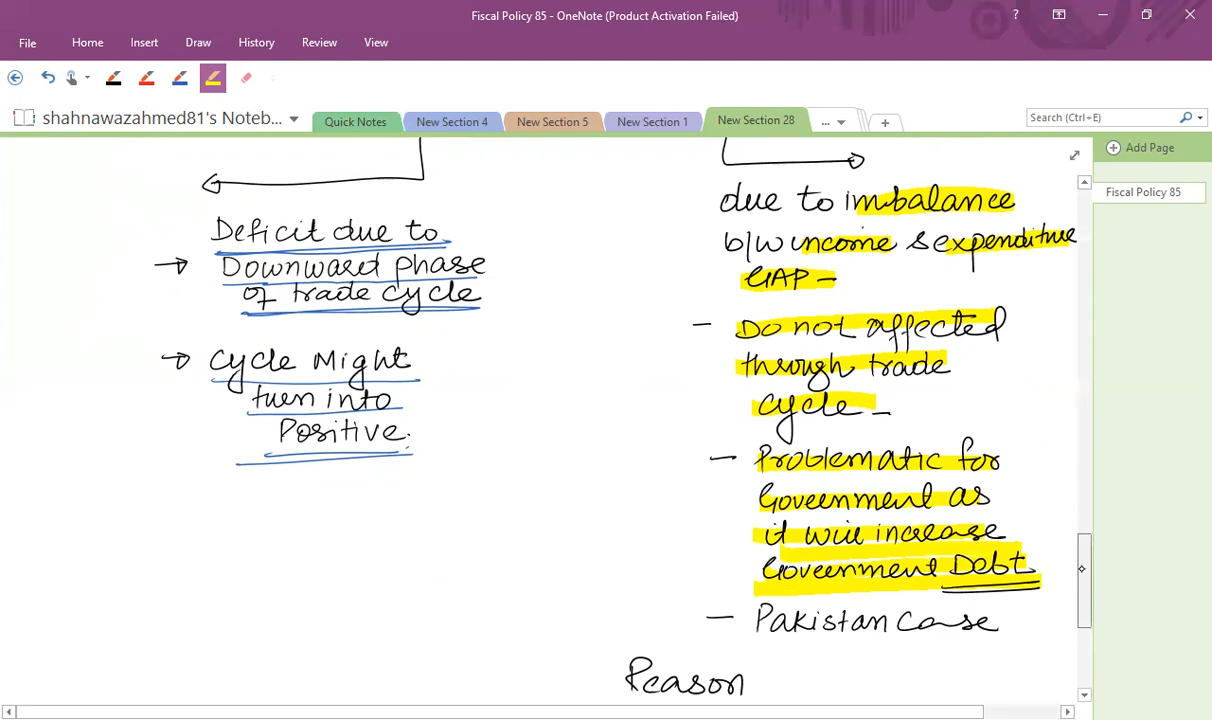 Fiscal Policy 85 - OneNote (Product Activation Failed)
?
File
Home
Insert
Draw
History
Review
View
shahnawazahmed81's Noteb...
Quick Notes
New Section 4
New Section 5
New Section 1
New Section 28
...
+
Search (Ctrl+E)
Add Page
Fiscal Policy 85
Deficit due to
→ Downward phase
of trade cycle
→ Cycle Might
turn into
Positive.
due to imbalance
b/w income & expenditure
GAP -
- Do not affected
through trade
cycle -
- Problematic for
Government as
it will increase
Government Debt
- Pakistan Case
Reason